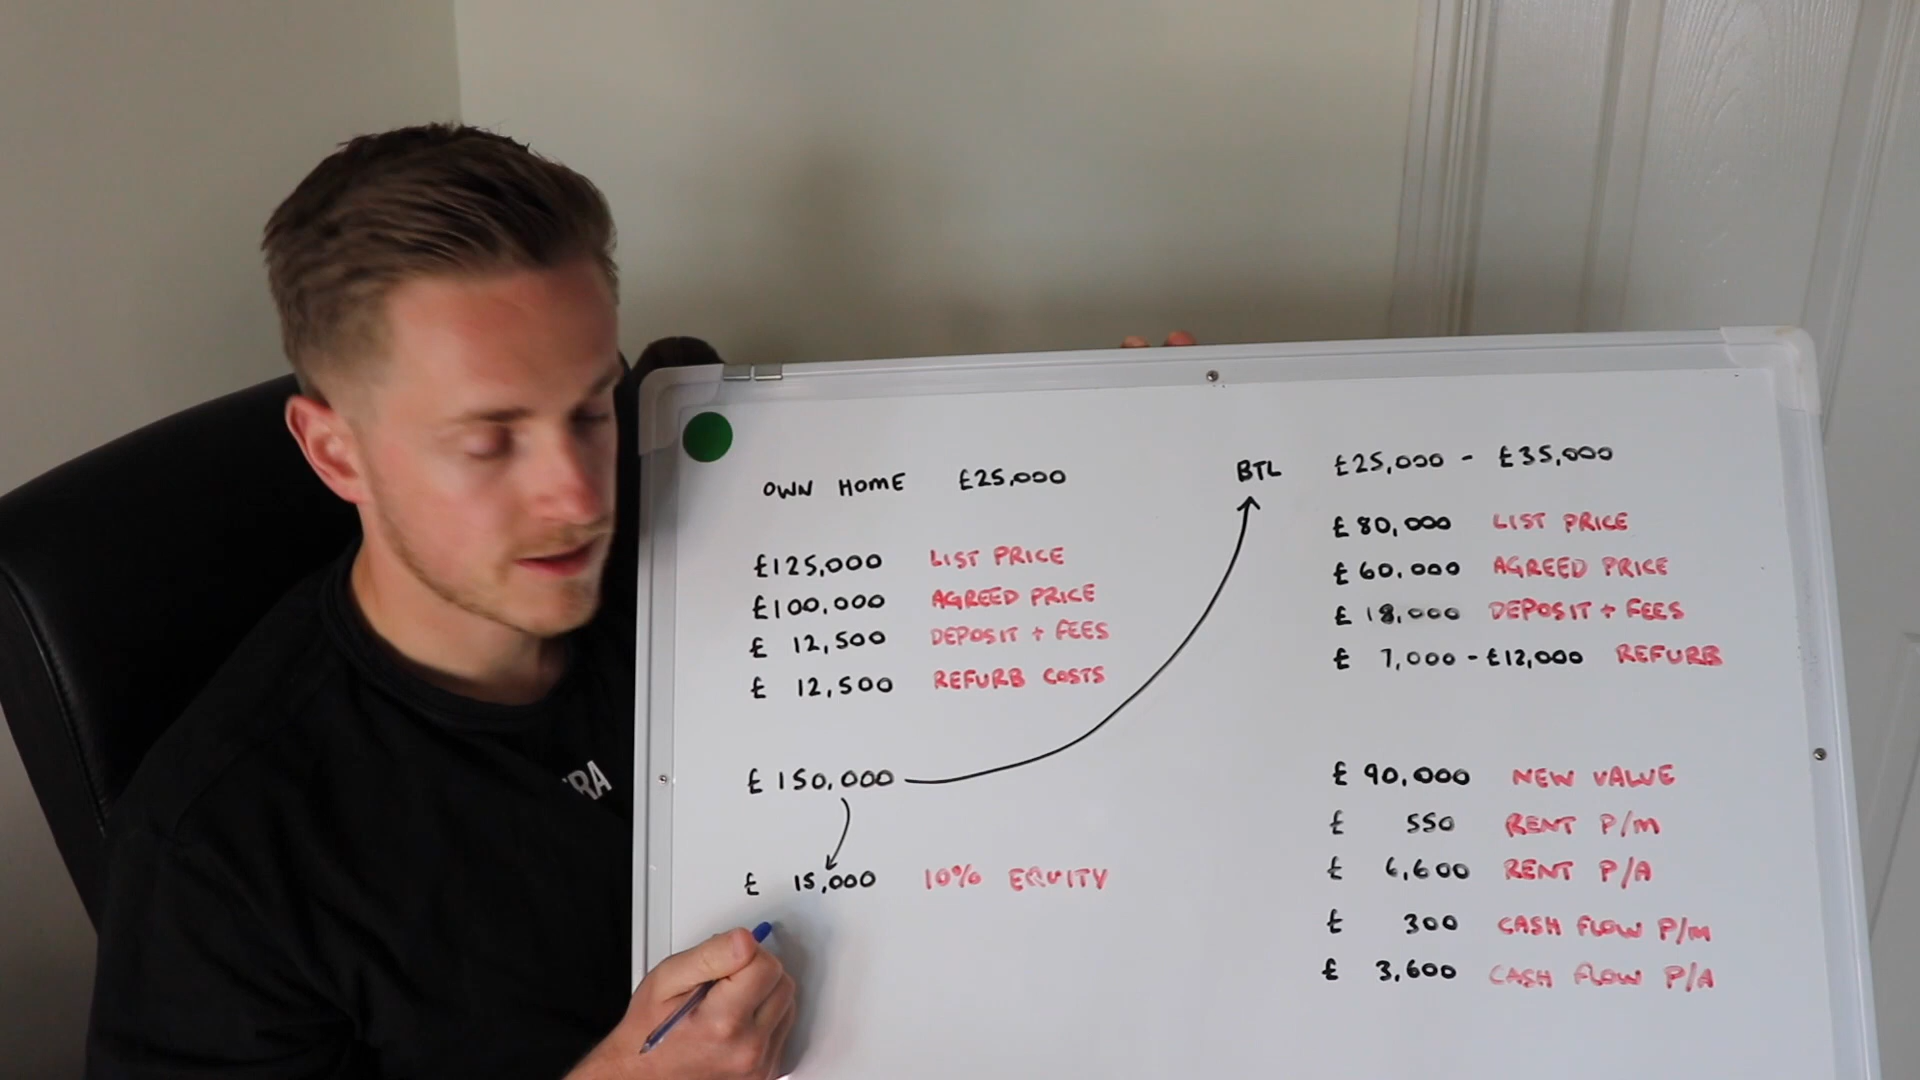 OWN HOME £25,000
£125,000 LIST PRICE
£100,000 AGREED PRICE
£ 12,500 DEPOSIT + FEES
£ 12,500 REFURB COSTS
£ 150,000
£ 15,000 10% EQUITY
BTL £25,000 - £35,000
£ 80,000 LIST PRICE
£ 60,000 AGREED PRICE
£ 18,000 DEPOSIT + FEES
£ 7,000 - £12,000 REFURB
£ 90,000 NEW VALUE
£ 550 RENT P/M
£ 6,600 RENT P/A
£ 300 CASH FLOW P/M
£ 3,600 CASH FLOW P/A